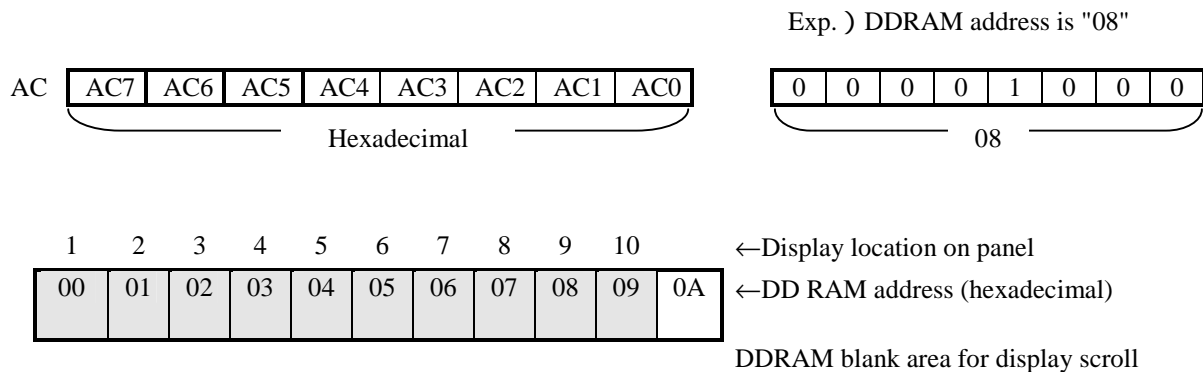 Exp. ) DDRAM address is "08"
AC AC7 AC6 AC5 AC4 AC3 AC2 AC1 AC0 0 0 0 0 1 0 0 0
Hexadecimal 08
1 2 3 4 5 6 7 8 9 10 ←Display location on panel
00 01 02 03 04 05 06 07 08 09 0A ←DD RAM address (hexadecimal)
DDRAM blank area for display scroll